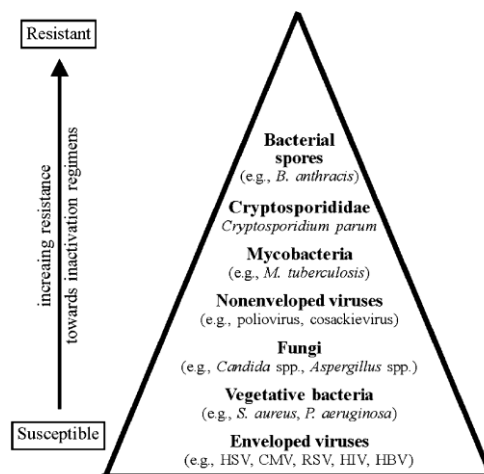 Resistant
increaing resistance
towards inactivation regimens
Susceptible
Bacterial
spores
(e.g., B. anthracis)
Cryptosporididae
Cryptosporidium parum
Mycobacteria
(e.g., M. tuberculosis)
Nonenveloped viruses
(e.g., poliovirus, cosackievirus)
Fungi
(e.g., Candida spp., Aspergillus spp.)
Vegetative bacteria
(e.g., S. aureus, P. aeruginosa)
Enveloped viruses
(e.g., HSV, CMV, RSV, HIV, HBV)